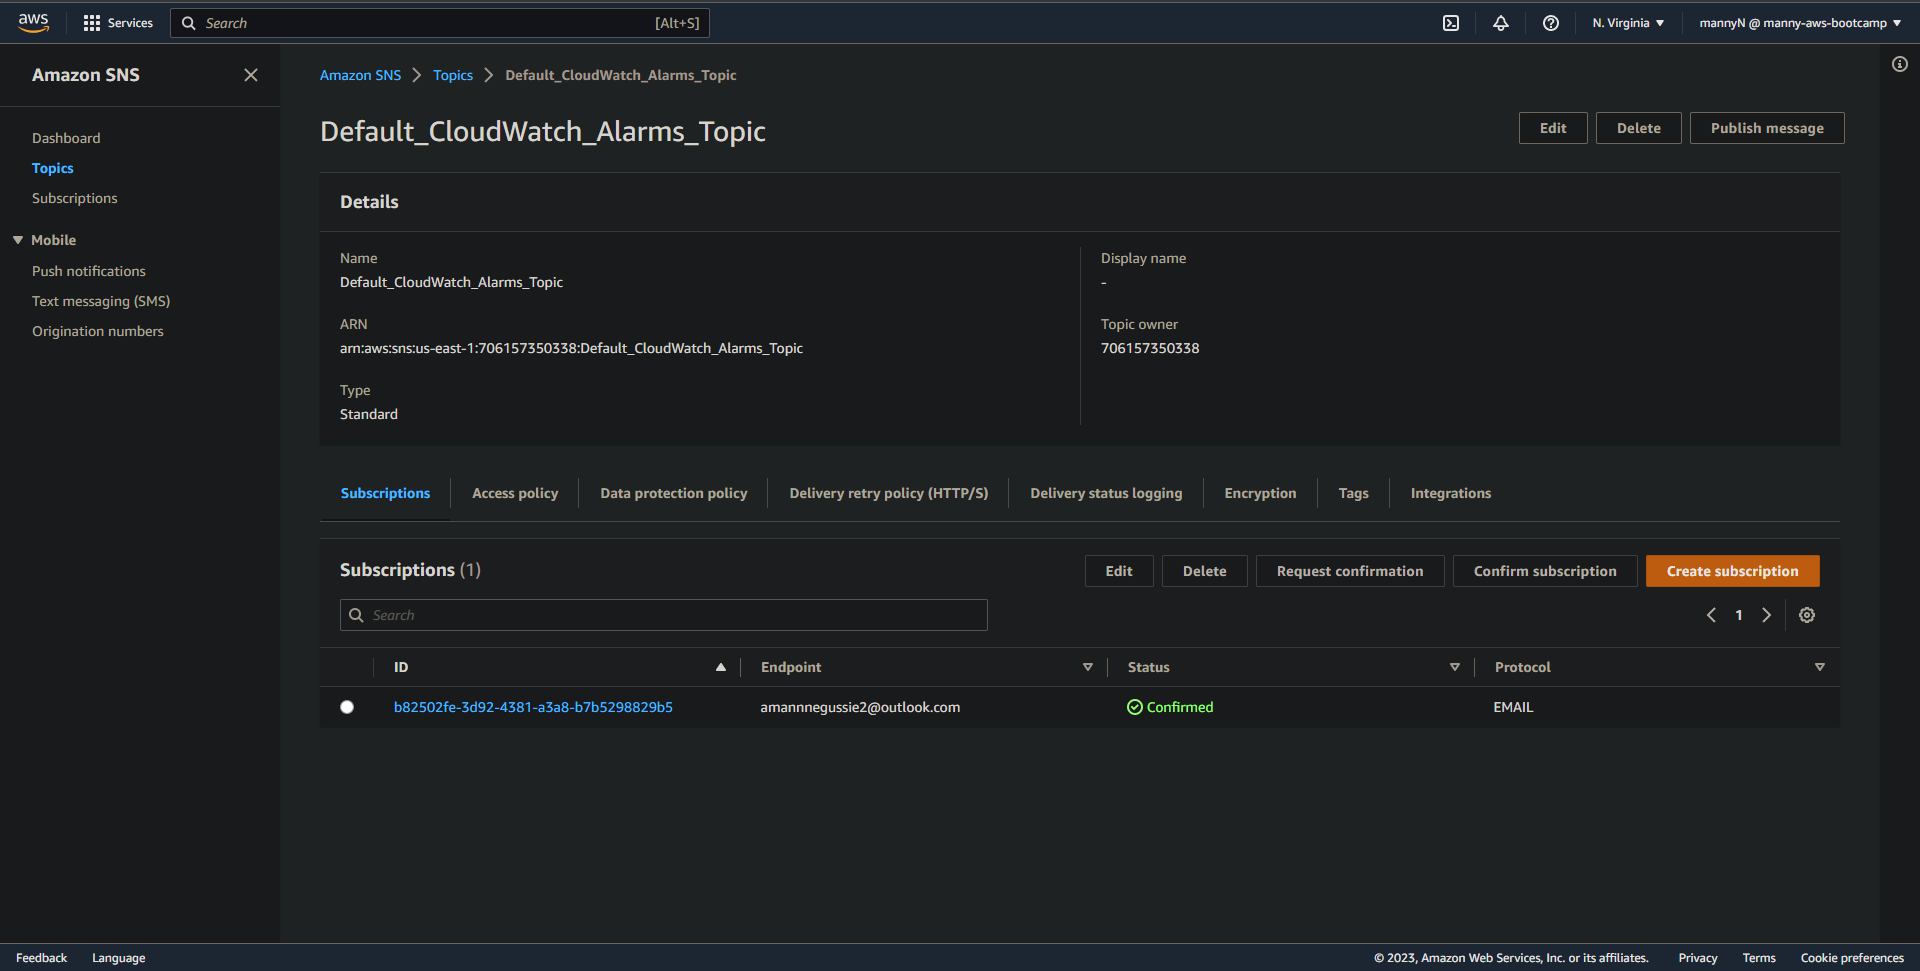 aws
Services
Search
[Alt+S]
N. Virginia
mannyN @ manny-aws-bootcamp
Amazon SNS
Dashboard
Topics
Subscriptions
Mobile
Push notifications
Text messaging (SMS)
Origination numbers
Amazon SNS
Topics
Default_CloudWatch_Alarms_Topic
Default_CloudWatch_Alarms_Topic
Edit
Delete
Publish message
Details
Name
Default_CloudWatch_Alarms_Topic
Display name
-
ARN
arn:aws:sns:us-east-1:706157350338:Default_CloudWatch_Alarms_Topic
Topic owner
706157350338
Type
Standard
Subscriptions
Access policy
Data protection policy
Delivery retry policy (HTTP/S)
Delivery status logging
Encryption
Tags
Integrations
Subscriptions (1)
Edit
Delete
Request confirmation
Confirm subscription
Create subscription
Search
1
ID
Endpoint
Status
Protocol
b82502fe-3d92-4381-a3a8-b7b5298829b5
amannnegussie2@outlook.com
Confirmed
EMAIL
Feedback
Language
© 2023, Amazon Web Services, Inc. or its affiliates.
Privacy
Terms
Cookie preferences